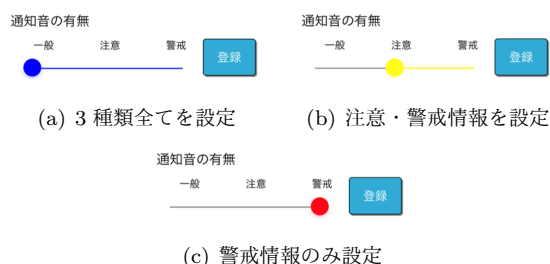 通知音の有無
一般 注意 警戒
登録
(a) 3 種類全てを設定
通知音の有無
一般 注意 警戒
登録
(b) 注意・警戒情報を設定
通知音の有無
一般 注意 警戒
登録
(c) 警戒情報のみ設定